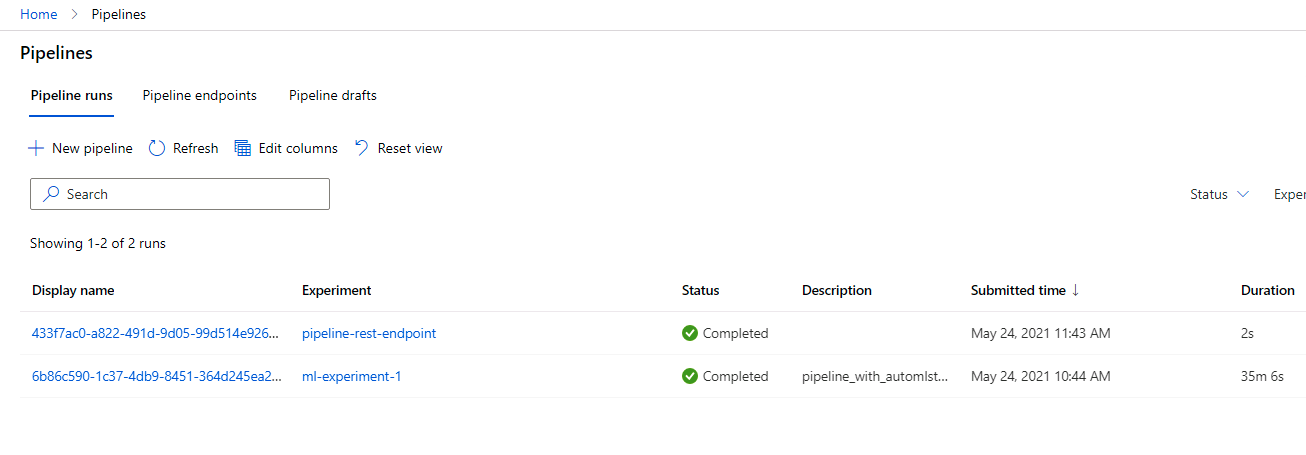 Home > Pipelines
Pipelines
Pipeline runs Pipeline endpoints Pipeline drafts
New pipeline Refresh Edit columns Reset view
Search Status Exper
Showing 1-2 of 2 runs
Display name Experiment Status Description Submitted time ↓ Duration
433f7ac0-a822-491d-9d05-99d514e926... pipeline-rest-endpoint Completed May 24, 2021 11:43 AM 2s
6b86c590-1c37-4db9-8451-364d245ea2... ml-experiment-1 Completed pipeline_with_automlst... May 24, 2021 10:44 AM 35m 6s